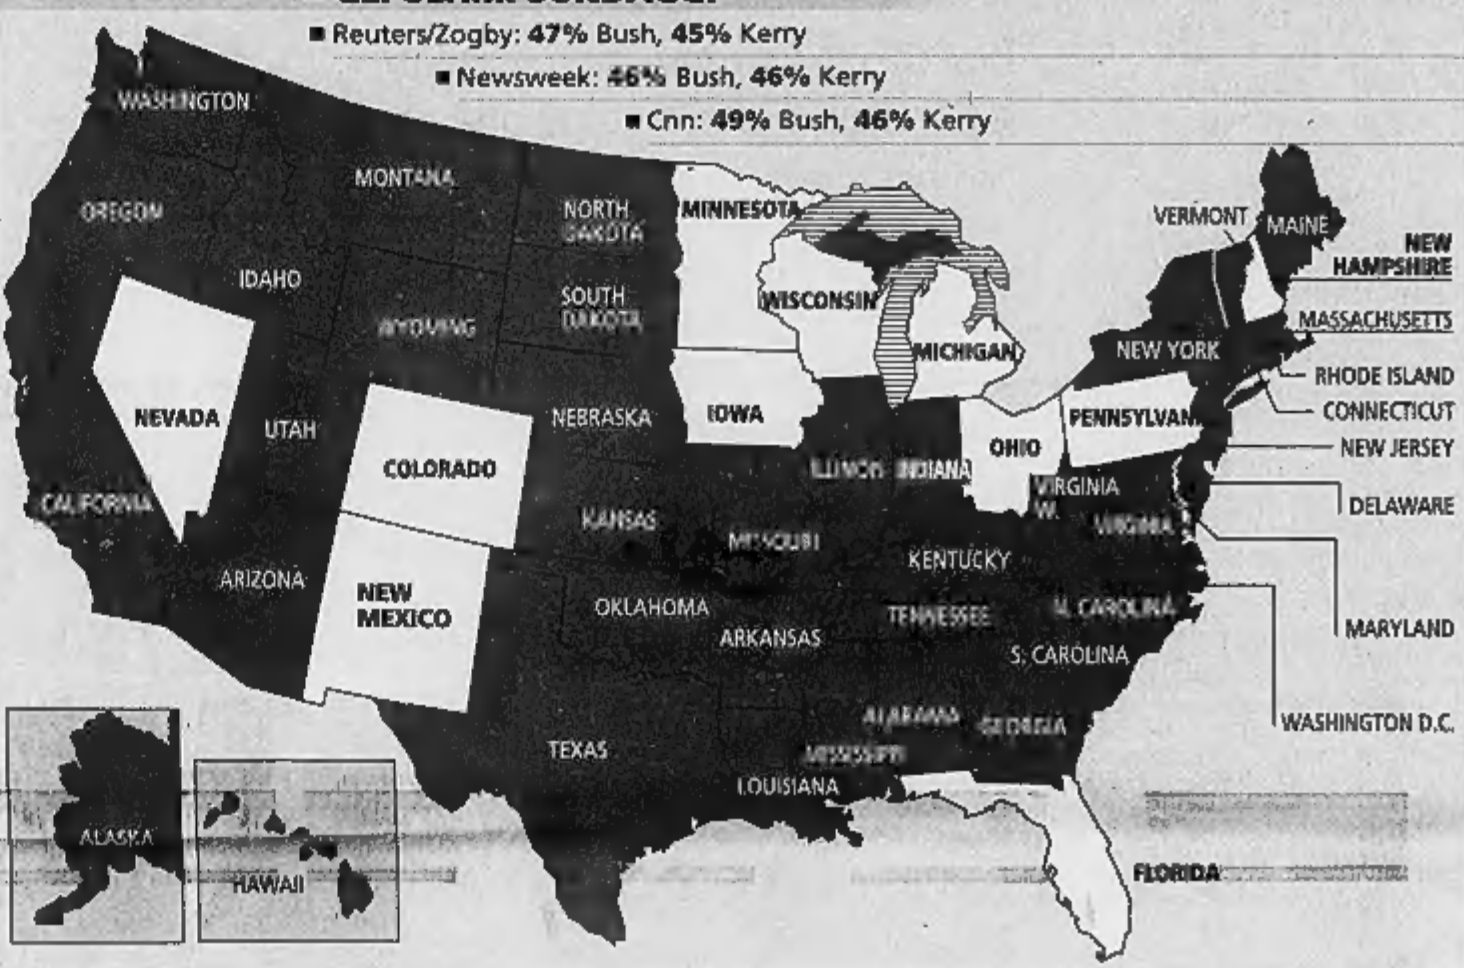 ■ Reuters/Zogby: 47% Bush, 45% Kerry
■ Newsweek: 46% Bush, 46% Kerry
■ Cnn: 49% Bush, 46% Kerry
WASHINGTON
MONTANA
OREGON
NORTH
DAKOTA
MINNESOTA
VERMONT
MAINE
NEW
HAMPSHIRE
IDAHO
SOUTH
DAKOTA
WYOMING
WISCONSIN
MASSACHUSETTS
MICHIGAN
NEW YORK
RHODE ISLAND
CONNECTICUT
NEVADA
UTAH
NEBRASKA
IOWA
PENNSYLVAN
OHIO
NEW JERSEY
COLORADO
ILLINOI
INDIANA
CALIFORNIA
VIRGINIA
W.
VIRGINIA
DELAWARE
KANSAS
MISSOURI
KENTUCKY
ARIZONA
NEW
MEXICO
OKLAHOMA
ARKANSAS
TENNESSEE
N. CAROLINA
S. CAROLINA
MARYLAND
WASHINGTON D.C.
TEXAS
ALABAMA
GEORGIA
MISSISSIPPI
LOUISIANA
ALASKA
HAWAII
FLORIDA